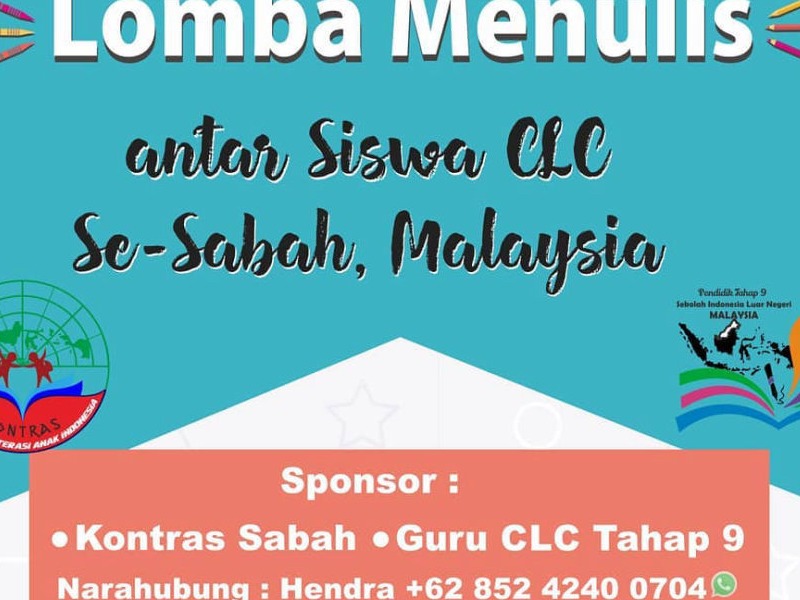 Lomba Menulis
antar Siswa CLC
Se-Sabah, Malaysia
Pendidik Tahap 9
Sekolah Indonesia Luar Negeri
MALAYSIA
ONTRAS
TERASI ANAK INDONESIA
Sponsor :
•Kontras Sabah •Guru CLC Tahap 9
Narahubung : Hendra +62 852 4240 0704